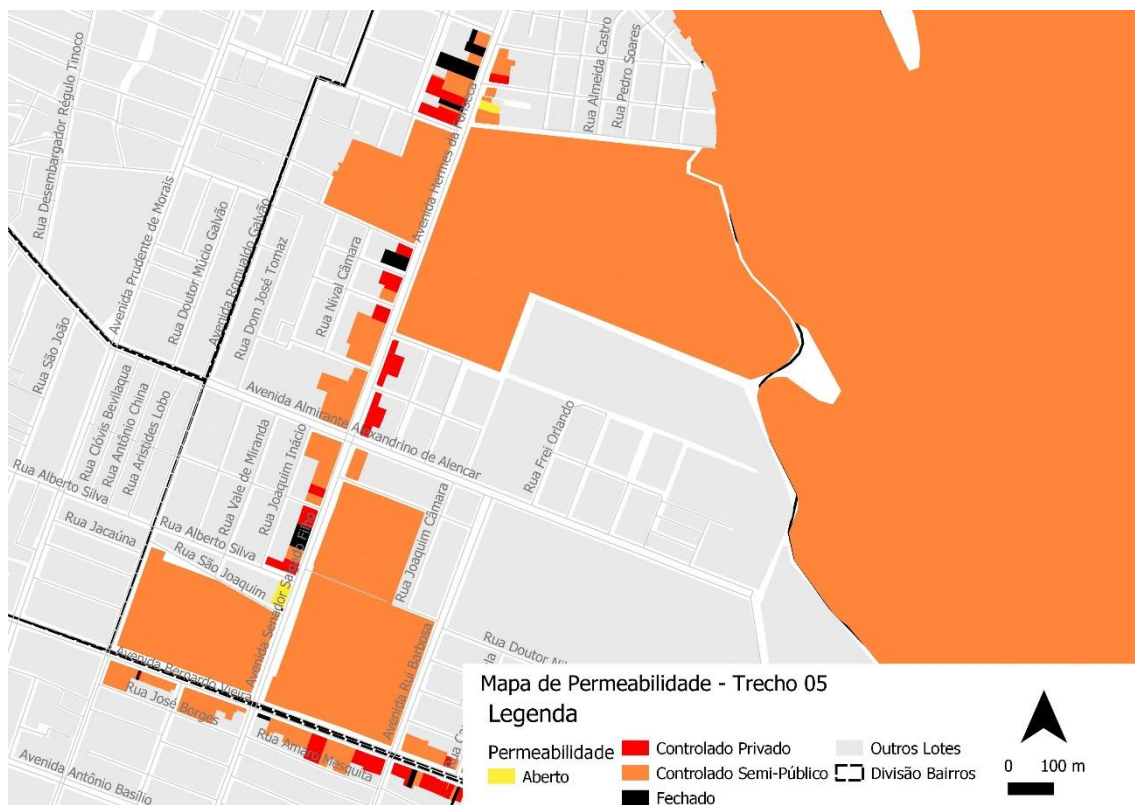 Rua Desembargador Régulo Tinoco
Avenida Prudente de Morais
Rua Doutor Múcio Galvão
Avenida Romualdo Galvão
Rua Dom José Tomaz
Rua Nival Câmara
Avenida Hermes da Fonseca
Rua Almeida Castro
Rua Pedro Soares
Rua São João
Rua Clóvis Bevilaqua
Rua Antônio China
Rua Aristides Lobo
Avenida Almirante Alexandrino de Alencar
Rua Frei Orlando
Rua Vale de Miranda
Rua Joaquim Inácio
Rua Alberto Silva
Rua Jacaúna
Rua Alberto Silva
Rua São Joaquim
Avenida Senador Salgado Filho
Rua Joaquim Câmara
Avenida Rui Barbosa
Rua Doutor
Avenida Bernardo Vieira
Rua José Borges
Rua Amaro Mesquita
Avenida Antônio Basílio
Mapa de Permeabilidade - Trecho 05
Legenda
Permeabilidade
Aberto
Controlado Privado
Controlado Semi-Público
Fechado
Outros Lotes
Divisão Bairros
0 100 m